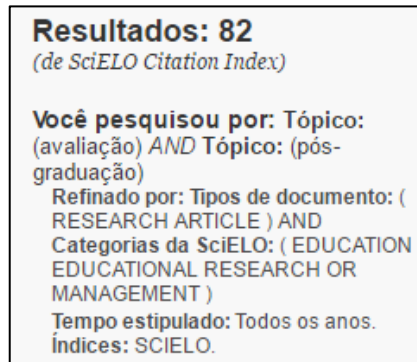 Resultados: 82
(de SciELO Citation Index)
Você pesquisou por: Tópico:
(avaliação) AND Tópico: (pós-
graduação)
Refinado por: Tipos de documento: (
RESEARCH ARTICLE ) AND
Categorias da SciELO: ( EDUCATION
EDUCATIONAL RESEARCH OR
MANAGEMENT )
Tempo estipulado: Todos os anos.
Índices: SCIELO.